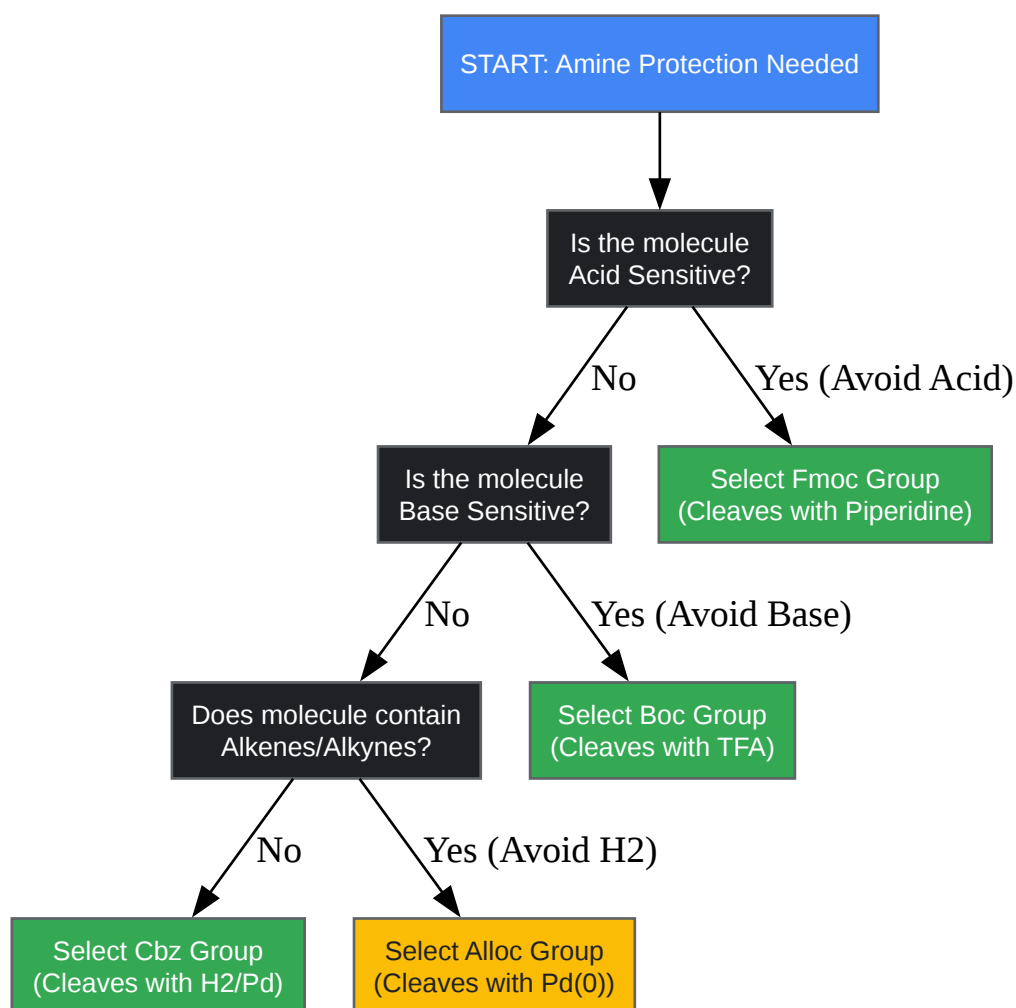 START: Amine Protection Needed
Is the molecule
Acid Sensitive?
No
Yes (Avoid Acid)
Is the molecule
Base Sensitive?
Select Fmoc Group
(Cleaves with Piperidine)
No
Yes (Avoid Base)
Does molecule contain
Alkenes/Alkynes?
Select Boc Group
(Cleaves with TFA)
No
Yes (Avoid H2)
Select Cbz Group
(Cleaves with H2/Pd)
Select Alloc Group
(Cleaves with Pd(0))